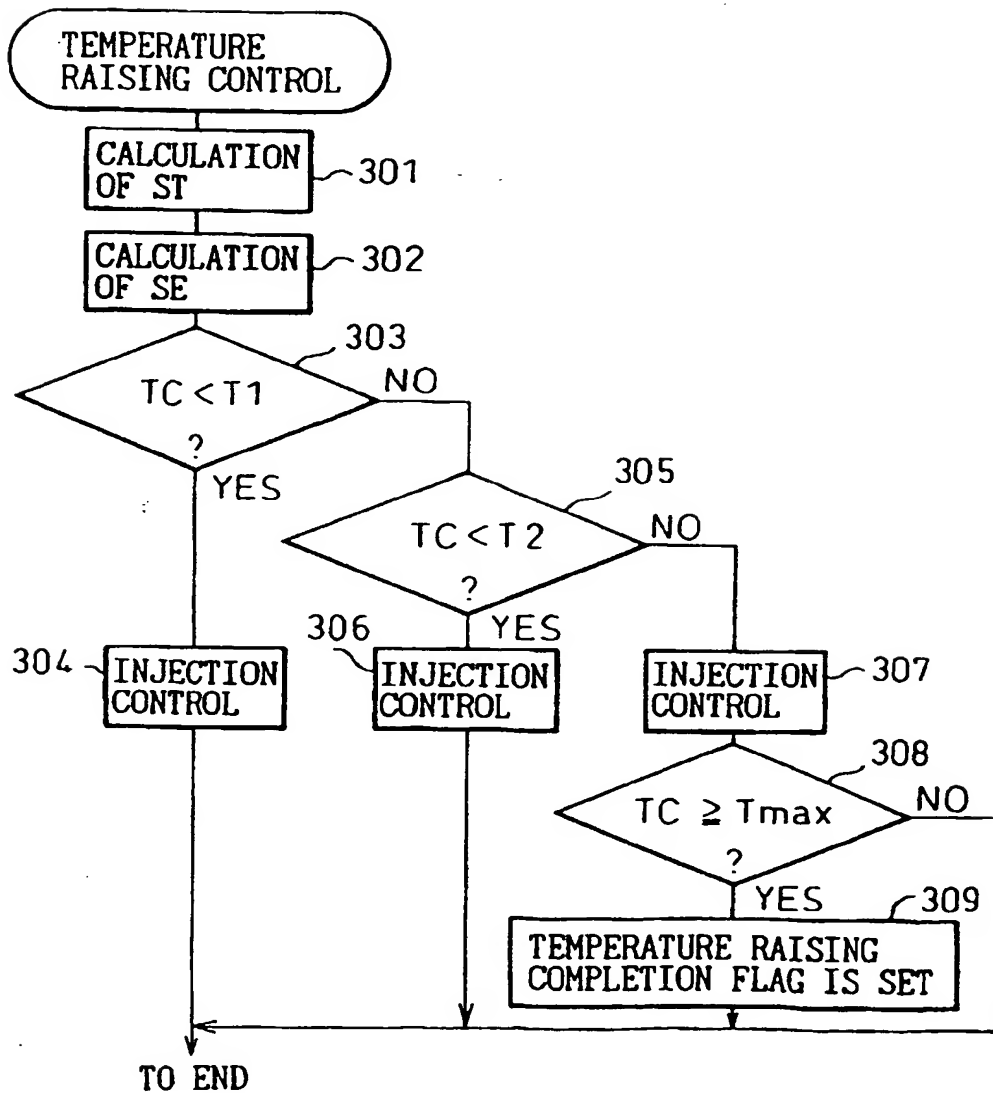 TEMPERATURE
RAISING CONTROL
CALCULATION
OF ST
301
CALCULATION
OF SE
302
303
TC < T1
?
NO
YES
305
TC < T2
?
NO
YES
304
INJECTION
CONTROL
306
INJECTION
CONTROL
INJECTION
CONTROL
307
308
TC ≧ Tmax
?
NO
YES
309
TEMPERATURE RAISING
COMPLETION FLAG IS SET
TO END